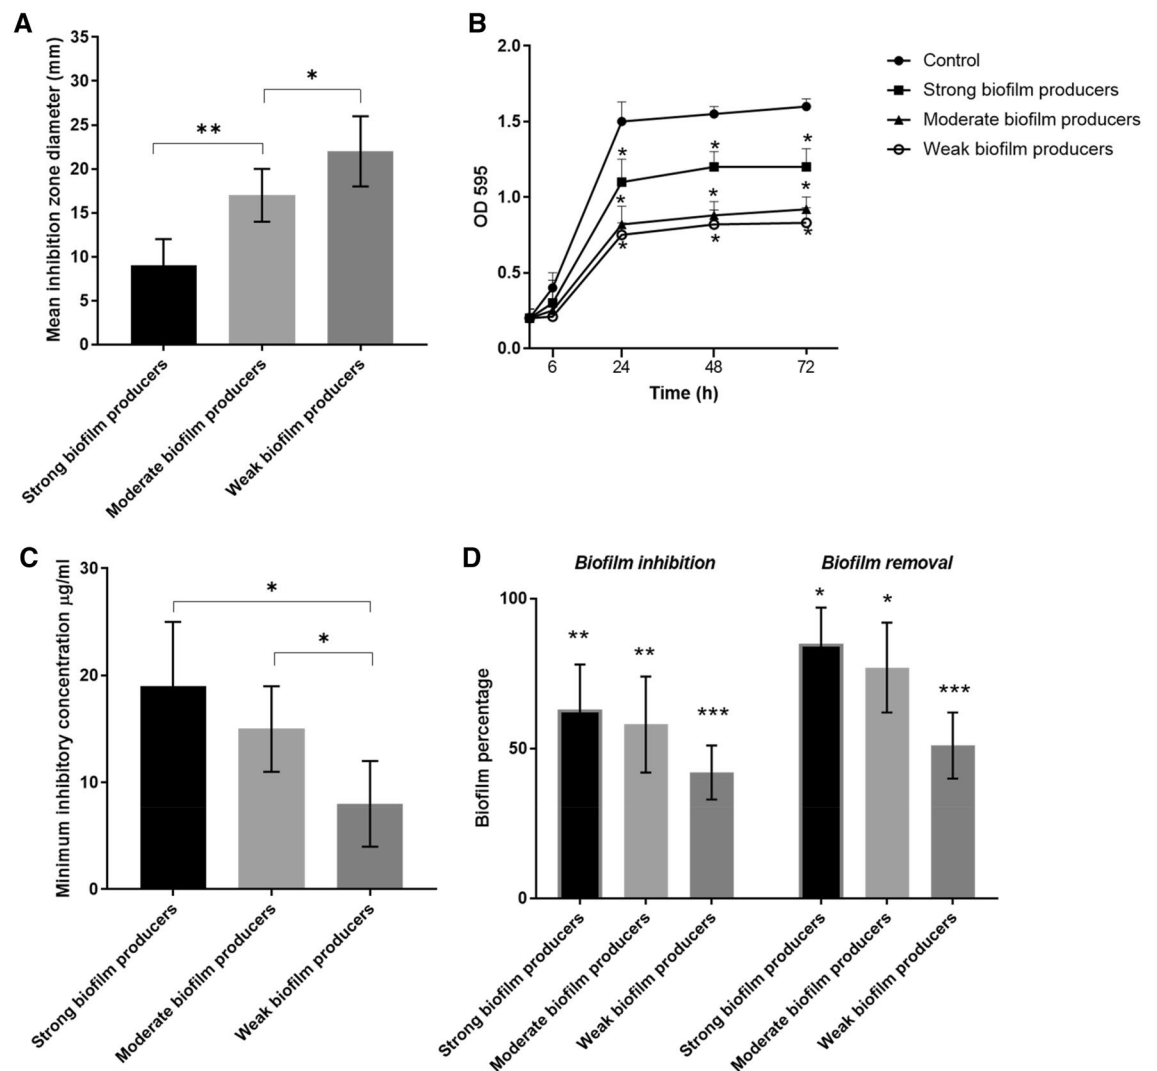 A
Mean inhibition zone diameter (mm)
35
30
25
20
15
10
5
0
**
*
Strong biofilm producers
Moderate biofilm producers
Weak biofilm producers
B
OD 595
2.0
1.5
1.0
0.5
0.0
* * *
* * *
* * *
6 24 48 72
Time (h)
Control
Strong biofilm producers
Moderate biofilm producers
Weak biofilm producers
C
Minimum inhibitory concentration µg/ml
30
20
10
0
*
*
Strong biofilm producers
Moderate biofilm producers
Weak biofilm producers
D
Biofilm inhibition
Biofilm removal
Biofilm percentage
100
50
0
** ** ***
* * ***
Strong biofilm producers
Moderate biofilm producers
Weak biofilm producers
Strong biofilm producers
Moderate biofilm producers
Weak biofilm producers